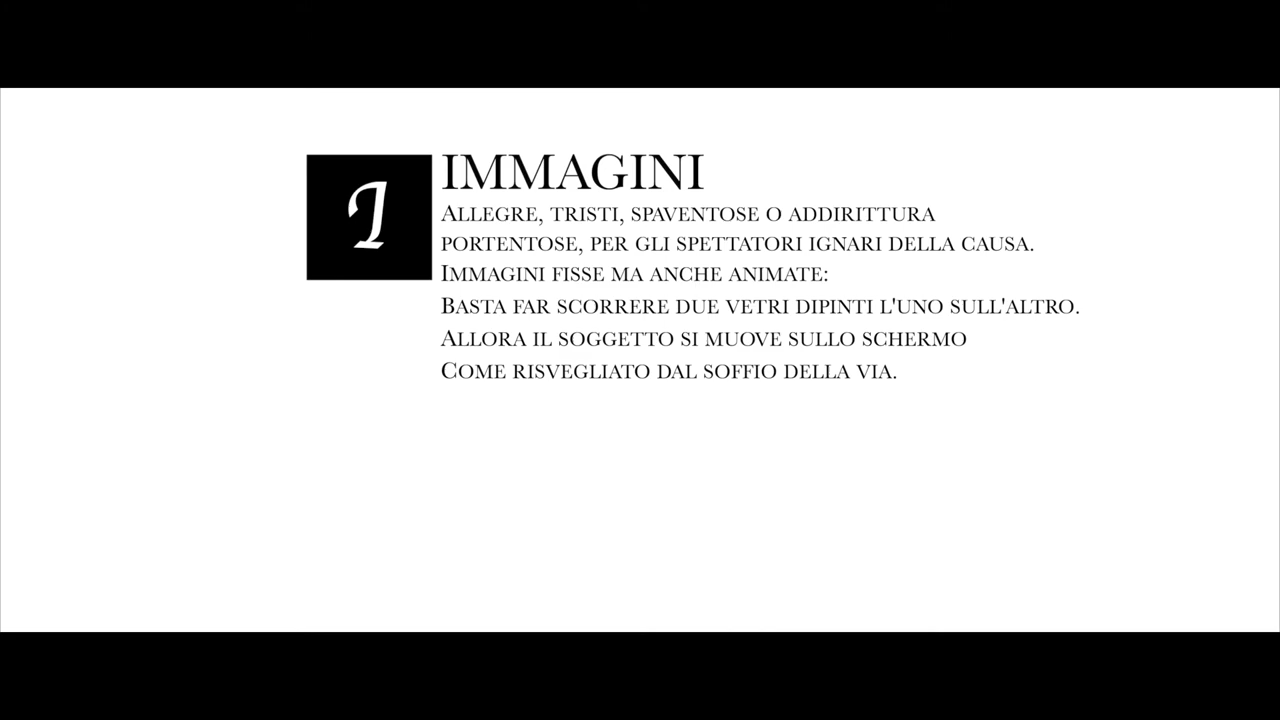 I
IMMAGINI
ALLEGRE, TRISTI, SPAVENTOSE O ADDIRITTURA
PORTENTOSE, PER GLI SPETTATORI IGNARI DELLA CAUSA.
IMMAGINI FISSE MA ANCHE ANIMATE:
BASTA FAR SCORRERE DUE VETRI DIPINTI L'UNO SULL'ALTRO.
ALLORA IL SOGGETTO SI MUOVE SULLO SCHERMO
COME RISVEGLIATO DAL SOFFIO DELLA VIA.